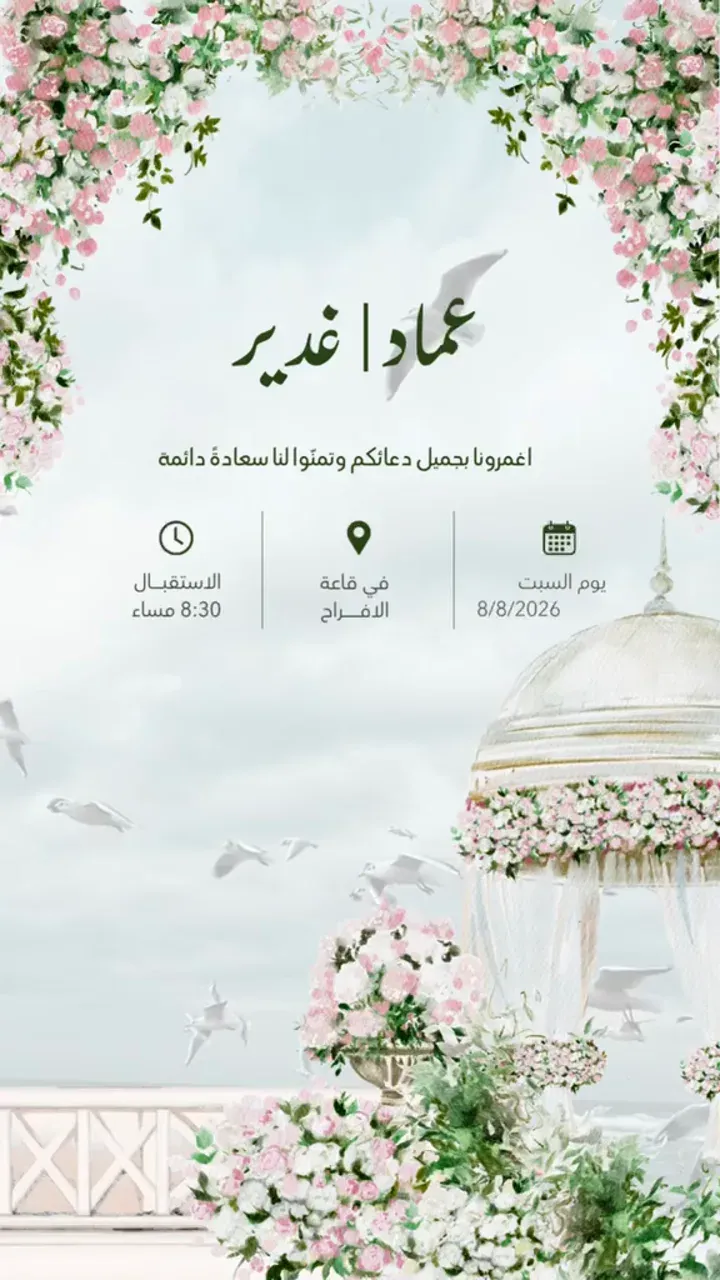 عماد | غدير
اغمرونا بجميل دعائكم وتمنّوا لنا سعادةً دائمة
يوم السبت
8/8/2026
في قاعة
الافـــراح
الاستقبـــال
8:30 مساء